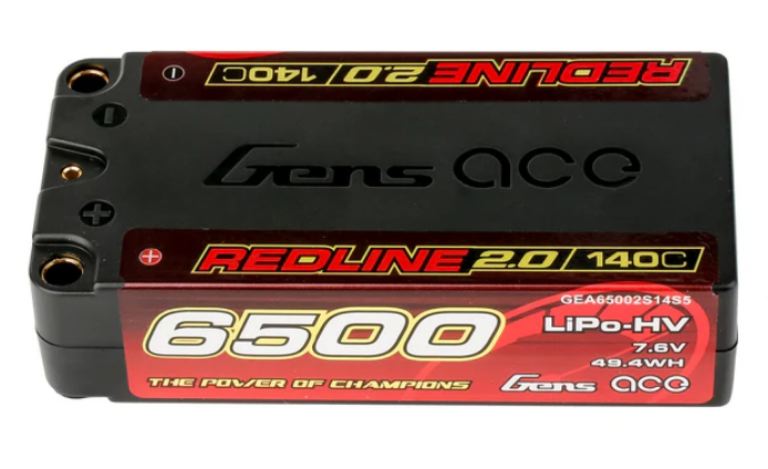 REDLINE 2.0/140C
Gens ace
REDLINE 2.0/140C
GEA65002S14S5
6500
LiPo-HV
7.6V
49.4WH
THE POWER OF CHAMPIONS
Gens ace